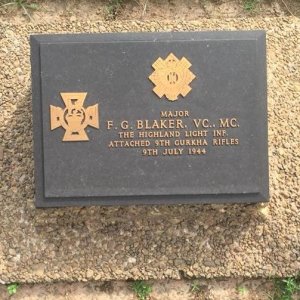 MAJOR
F. G. BLAKER, VC., MC.
THE HIGHLAND LIGHT INF.
ATTACHED 9TH GURKHA RIFLES
9TH JULY 1944